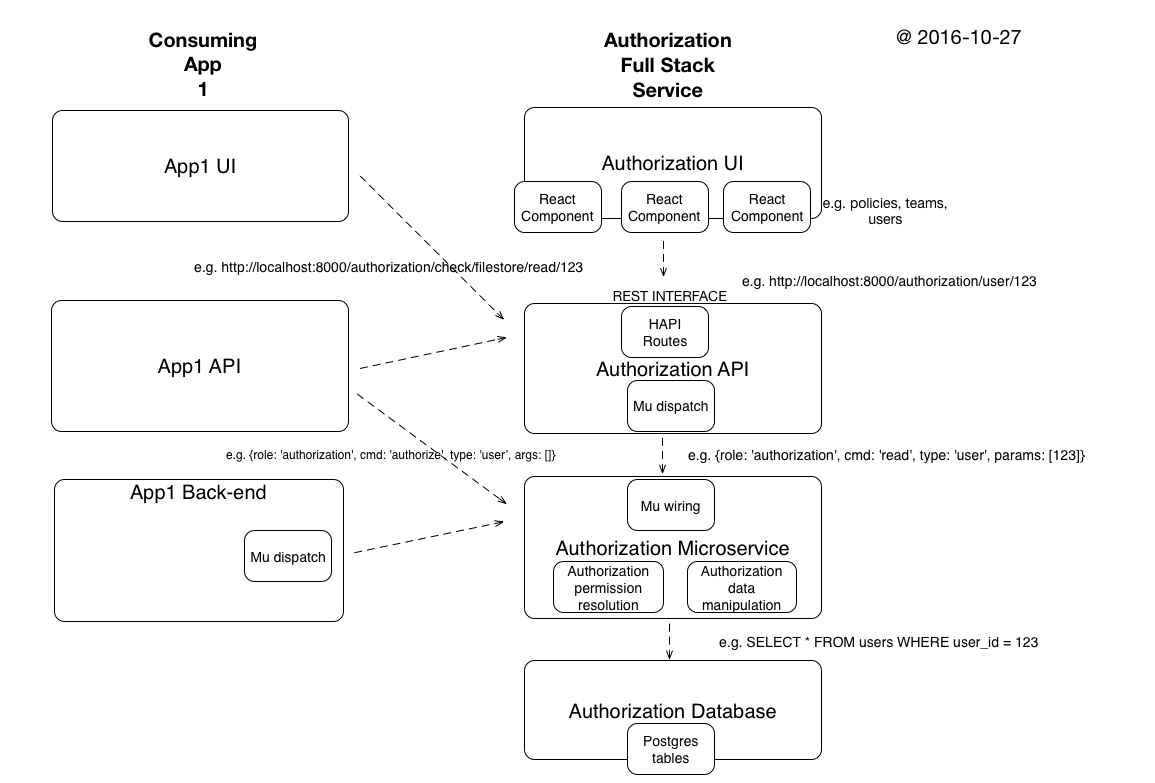 Consuming
App
1
Authorization
Full Stack
Service
@ 2016-10-27
App1 UI
Authorization UI
React
Component
React
Component
React
Component
e.g. policies, teams,
users
e.g. http://localhost:8000/authorization/check/filestore/read/123
e.g. http://localhost:8000/authorization/user/123
REST INTERFACE
HAPI
Routes
App1 API
Authorization API
Mu dispatch
e.g. {role: 'authorization', cmd: 'authorize', type: 'user', args: []}
e.g. {role: 'authorization', cmd: 'read', type: 'user', params: [123]}
App1 Back-end
Mu dispatch
Mu wiring
Authorization Microservice
Authorization
permission
resolution
Authorization
data
manipulation
e.g. SELECT * FROM users WHERE user_id = 123
Authorization Database
Postgres
tables